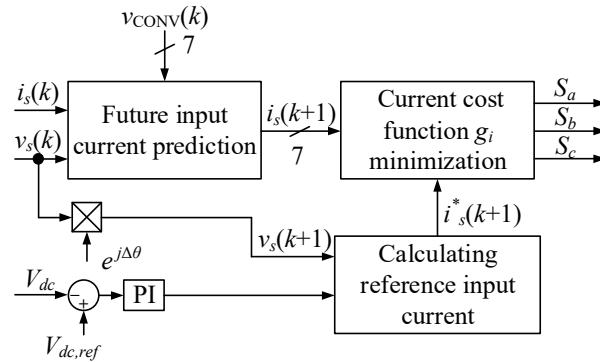 v_CONV(k)
7
i_s(k)
v_s(k)
Future input
current prediction
i_s(k+1)
7
Current cost
function g_i
minimization
S_a
S_b
S_c
i^*_s(k+1)
v_s(k+1)
e^{jΔθ}
Calculating
reference input
current
V_dc
−
+
PI
V_dc,ref